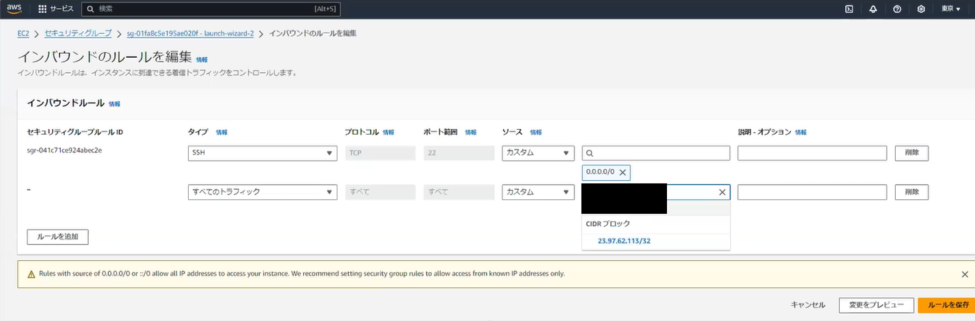 aws サービス 検索 [Alt+S] 東京
EC2 > セキュリティグループ > sg-01fa8c5e195ae020f - launch-wizard-2 > インバウンドのルールを編集
インバウンドのルールを編集 情報
インバウンドルールは、インスタンスに到達できる着信トラフィックをコントロールします。
インバウンドルール 情報
セキュリティグループルール ID タイプ 情報 プロトコル 情報 ポート範囲 情報 ソース 情報 説明 - オプション 情報
sgr-041c71ce924abec2e SSH TCP 22 カスタム 削除
0.0.0.0/0
- すべてのトラフィック すべて すべて カスタム 削除
CIDR ブロック
23.97.62.113/32
ルールを追加
Rules with source of 0.0.0.0/0 or ::/0 allow all IP addresses to access your instance. We recommend setting security group rules to allow access from known IP addresses only.
キャンセル 変更をプレビュー ルールを保存